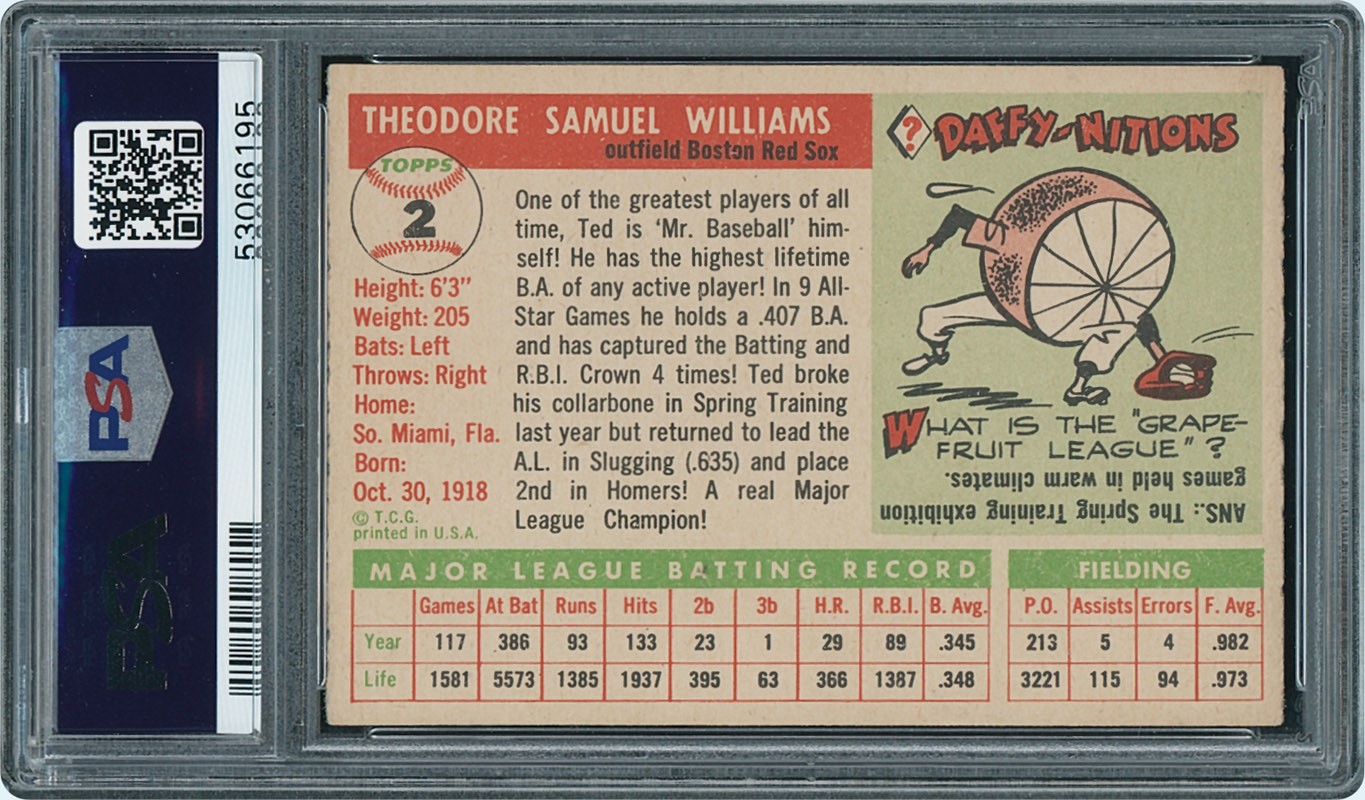 53066195
PSA
PSA
THEODORE SAMUEL WILLIAMS
outfield Boston Red Sox
TOPPS
2
Height: 6'3"
Weight: 205
Bats: Left
Throws: Right
Home:
So. Miami, Fla.
Born:
Oct. 30, 1918
© T.C.G.
printed in U.S.A.
One of the greatest players of all
time, Ted is 'Mr. Baseball' him-
self! He has the highest lifetime
B.A. of any active player! In 9 All-
Star Games he holds a .407 B.A.
and has captured the Batting and
R.B.I. Crown 4 times! Ted broke
his collarbone in Spring Training
last year but returned to lead the
A.L. in Slugging (.635) and place
2nd in Homers! A real Major
League Champion!
? DAFFY-NITIONS
WHAT IS THE "GRAPE-
FRUIT LEAGUE"?
ANS.: The Spring Training exhibition
games held in warm climates.
MAJOR LEAGUE BATTING RECORD
Games At Bat Runs Hits 2b 3b H.R. R.B.I. B. Avg.
Year 117 386 93 133 23 1 29 89 .345
Life 1581 5573 1385 1937 395 63 366 1387 .348
FIELDING
P.O. Assists Errors F. Avg.
213 5 4 .982
3221 115 94 .973
PSA